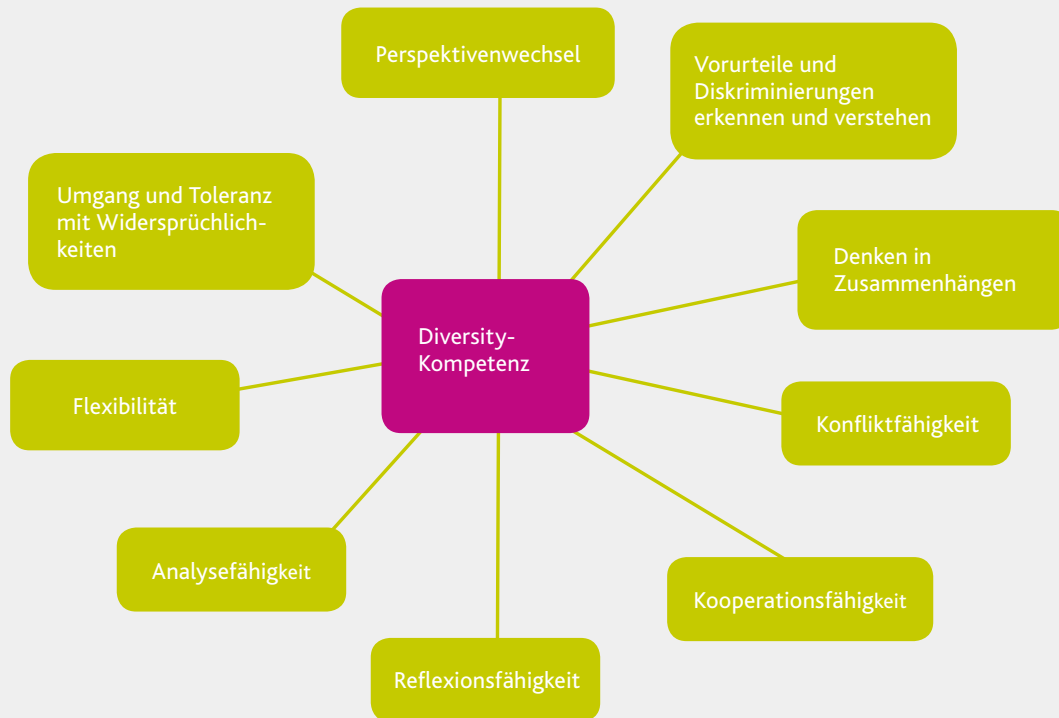 Perspektivenwechsel
Vorurteile und
Diskriminierungen
erkennen und verstehen
Umgang und Toleranz
mit Widersprüchlich-
keiten
Denken in
Zusammenhängen
Diversity-
Kompetenz
Flexibilität
Konfliktfähigkeit
Analysefähigkeit
Kooperationsfähigkeit
Reflexionsfähigkeit